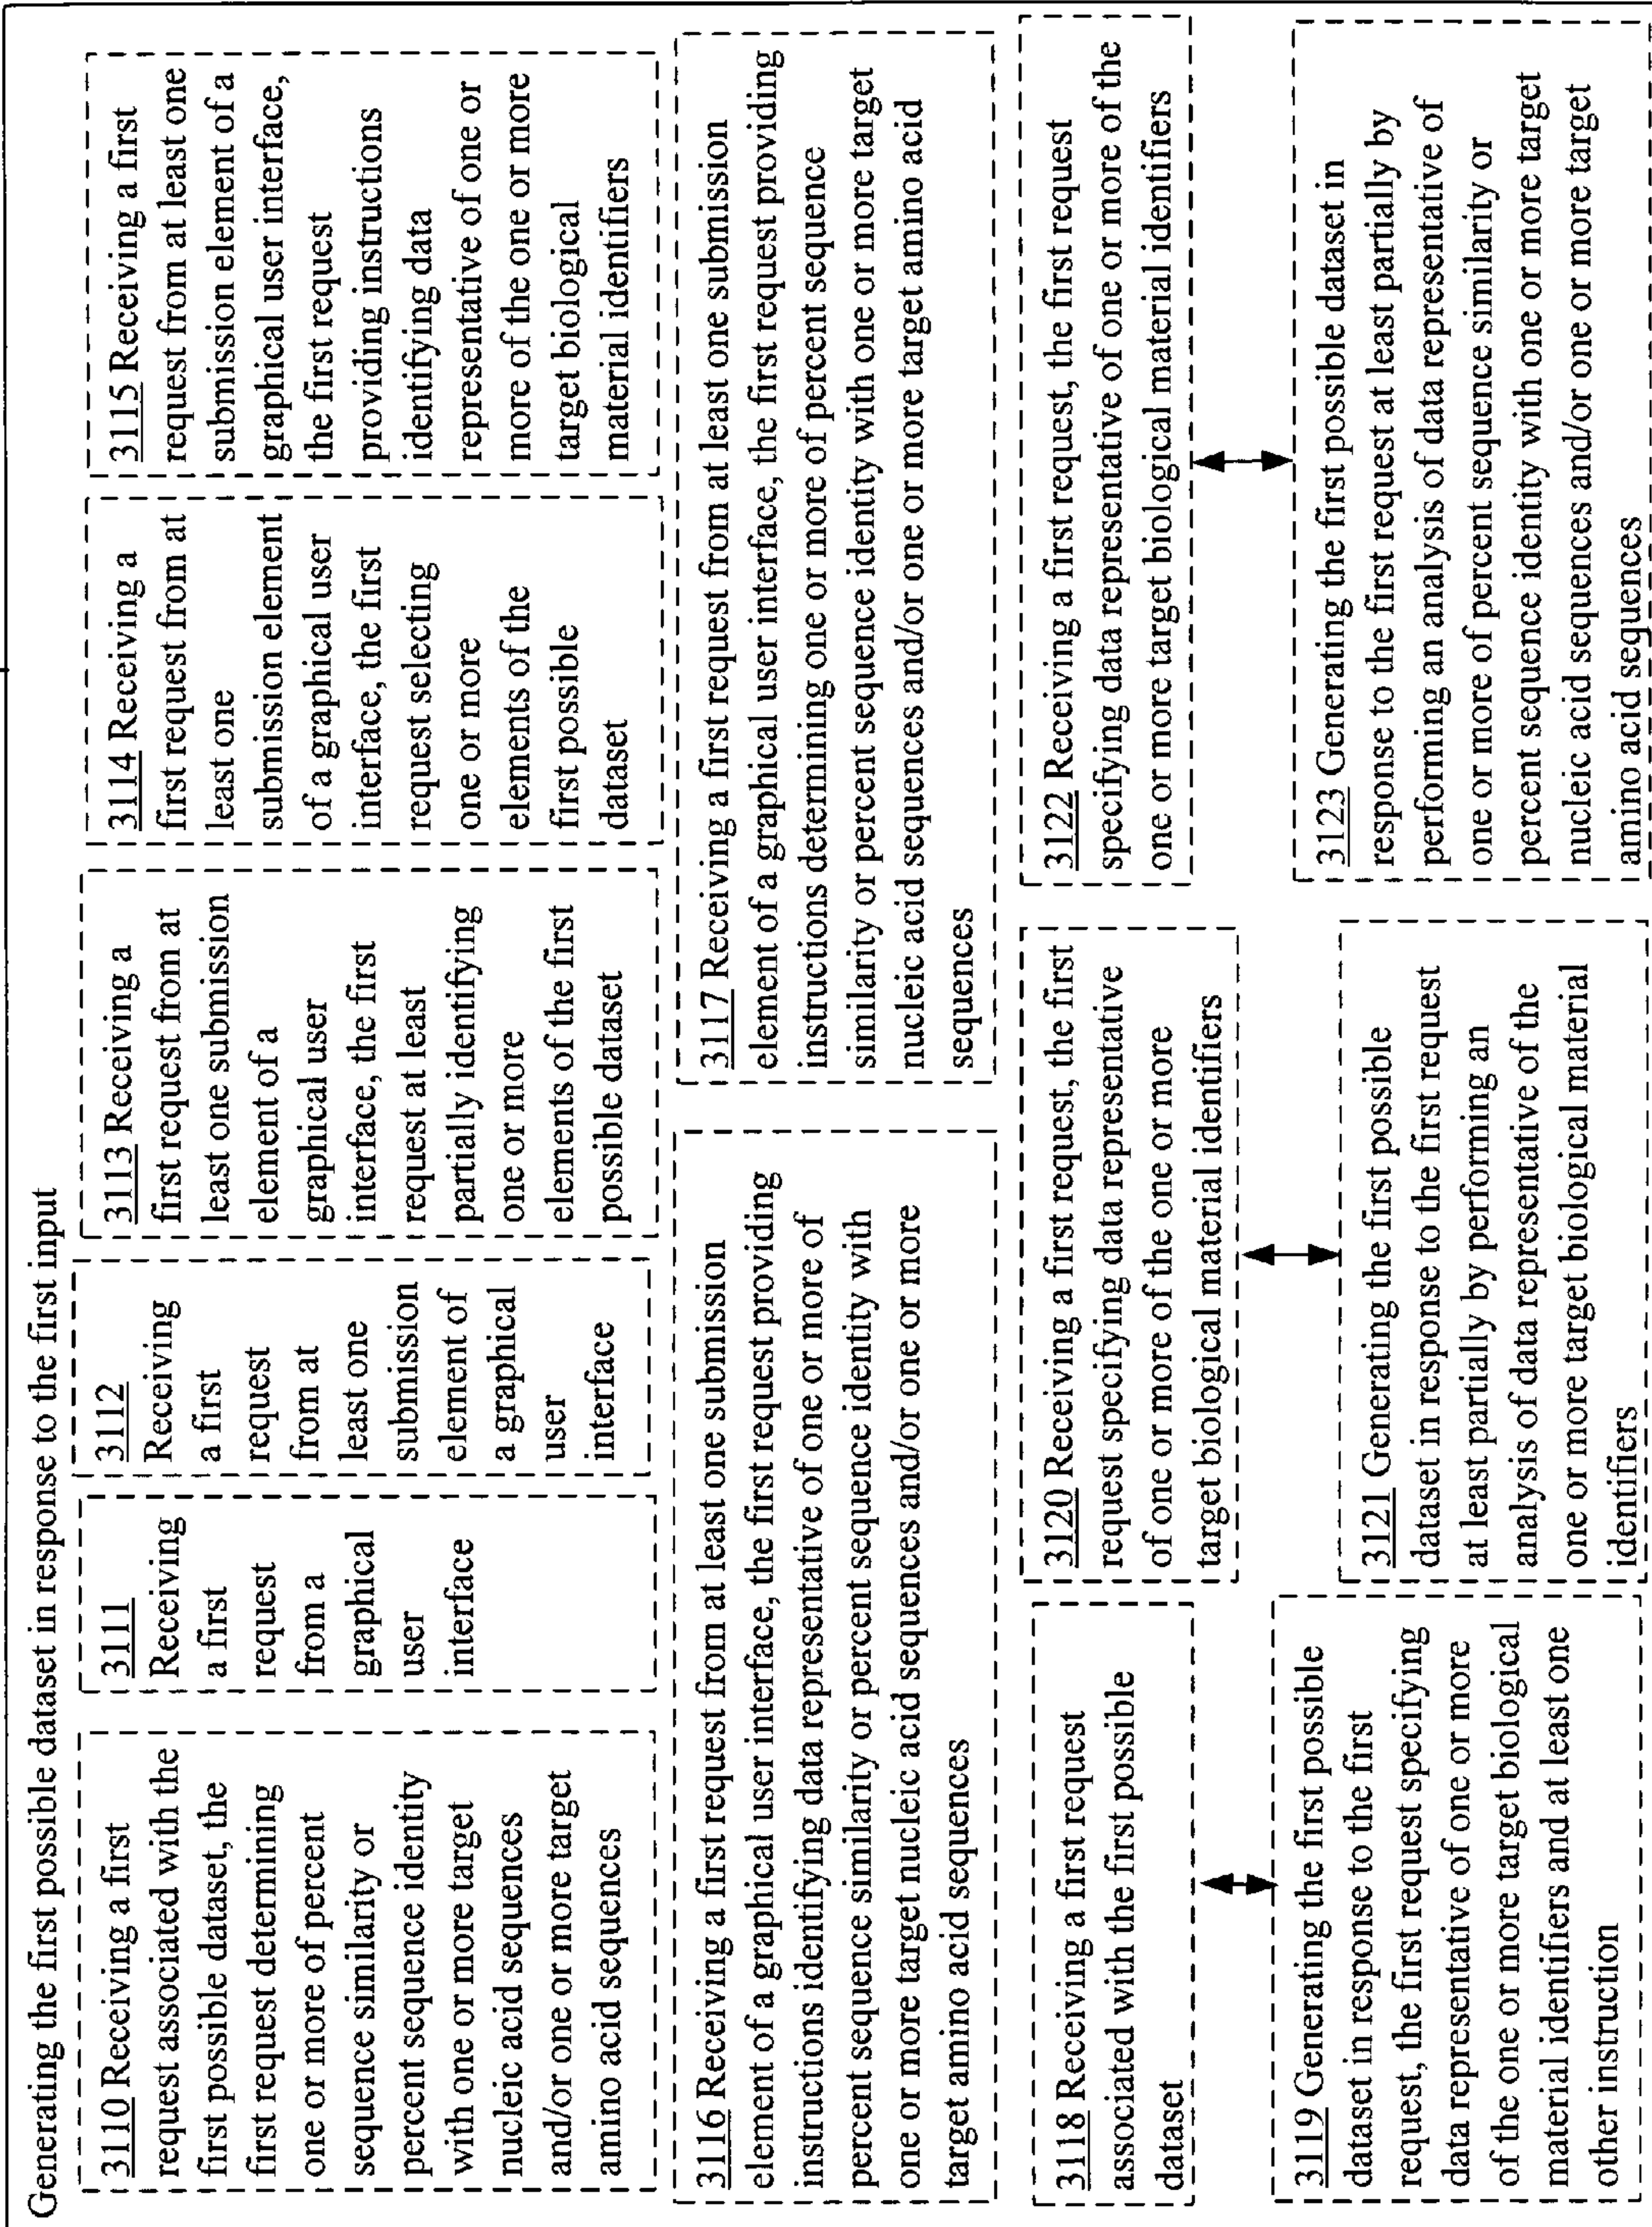 Generating the first possible dataset in response to the first input
3110 Receiving a first
request associated with the
first possible dataset, the
first request determining
one or more of percent
sequence similarity or
percent sequence identity
with one or more target
nucleic acid sequences
and/or one or more target
amino acid sequences
3111
Receiving
a first
request
from a
graphical
user
interface
3112
Receiving
a first
request
from at
least one
submission
element of
a graphical
user
interface
3113 Receiving a
first request from at
least one submission
element of a
graphical user
interface, the first
request at least
partially identifying
one or more
elements of the first
possible dataset
3114 Receiving a
first request from at
least one
submission element
of a graphical user
interface, the first
request selecting
one or more
elements of the
first possible
dataset
3115 Receiving a first
request from at least one
submission element of a
graphical user interface,
the first request
providing instructions
identifying data
representative of one or
more of the one or more
target biological
material identifiers
3116 Receiving a first request from at least one submission
element of a graphical user interface, the first request providing
instructions identifying data representative of one or more of
percent sequence similarity or percent sequence identity with
one or more target nucleic acid sequences and/or one or more
target amino acid sequences
3117 Receiving a first request from at least one submission
element of a graphical user interface, the first request providing
instructions determining one or more of percent sequence
similarity or percent sequence identity with one or more target
nucleic acid sequences and/or one or more target amino acid
sequences
3118 Receiving a first request
associated with the first possible
dataset
3119 Generating the first possible
dataset in response to the first
request, the first request specifying
data representative of one or more
of the one or more target biological
material identifiers and at least one
other instruction
3120 Receiving a first request, the first
request specifying data representative
of one or more of the one or more
target biological material identifiers
3121 Generating the first possible
dataset in response to the first request
at least partially by performing an
analysis of data representative of the
one or more target biological material
identifiers
3122 Receiving a first request, the first request
specifying data representative of one or more of the
one or more target biological material identifiers
3123 Generating the first possible dataset in
response to the first request at least partially by
performing an analysis of data representative of
one or more of percent sequence similarity or
percent sequence identity with one or more target
nucleic acid sequences and/or one or more target
amino acid sequences